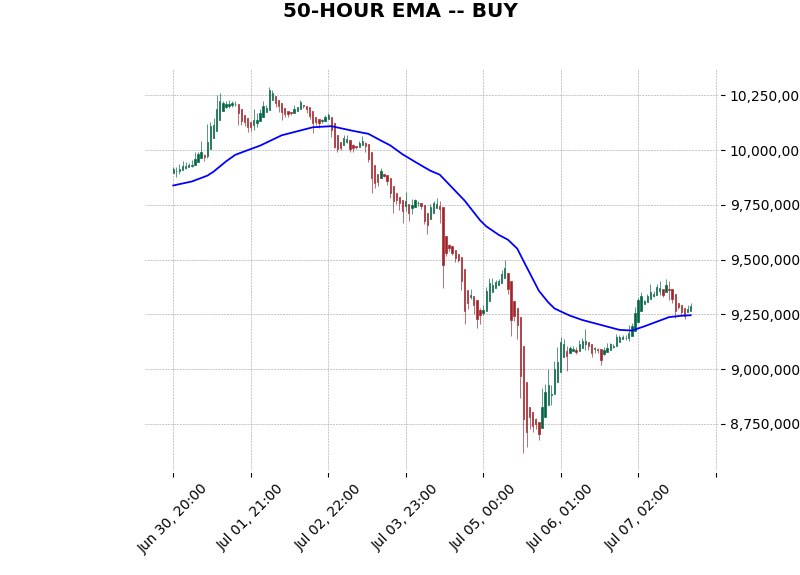 50-HOUR EMA -- BUY
10,250,00
10,000,00
9,750,000
9,500,000
9,250,000
9,000,000
8,750,000
Jun 30, 20:00
Jul 01, 21:00
Jul 02, 22:00
Jul 03, 23:00
Jul 05, 00:00
Jul 06, 01:00
Jul 07, 02:00